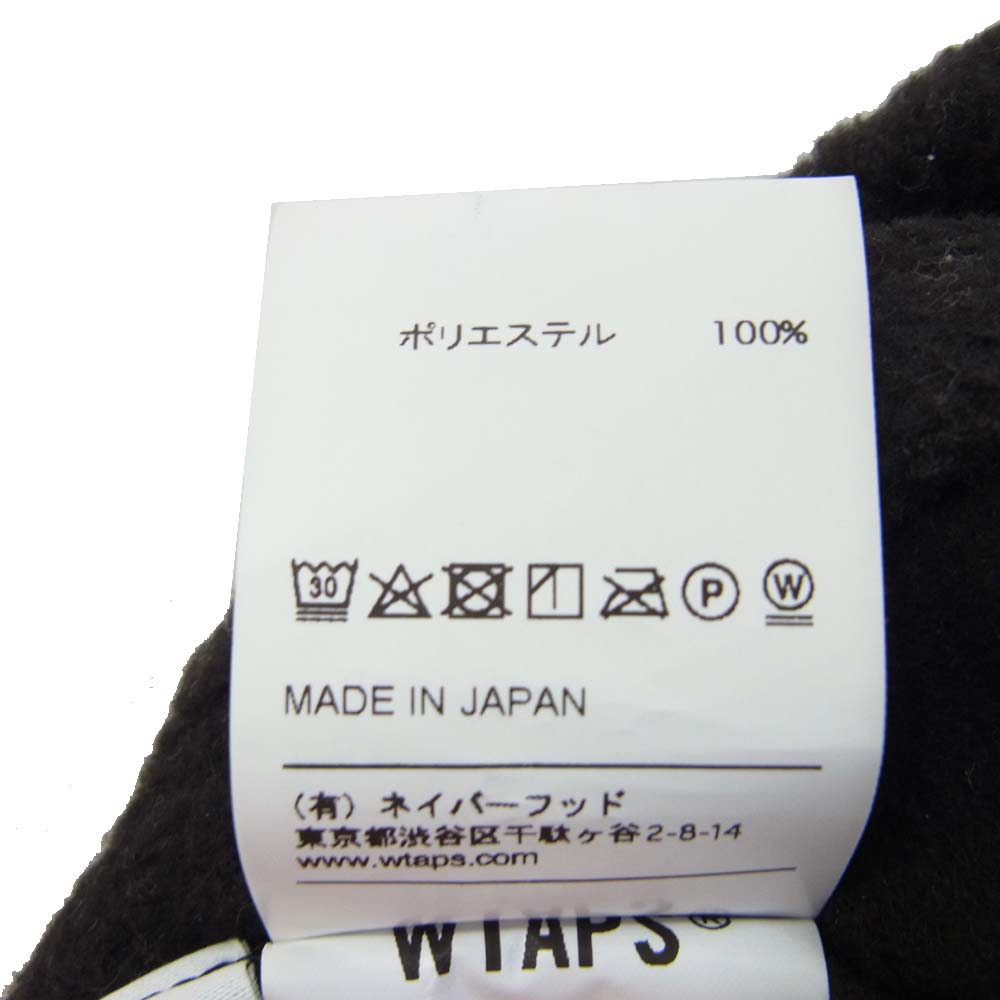 ポリエステル 100%
30 P W
MADE IN JAPAN
(有) ネイバーフッド
東京都渋谷区千駄ヶ谷2-8-14
www.wtaps.com
WTAPS®